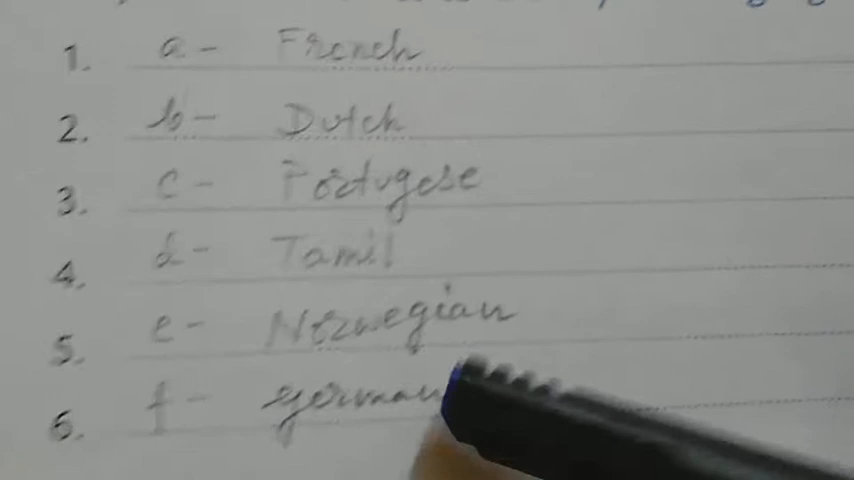 1. a - French
2. b - Dutch
3. c - Portugese
4. d - Tamil
5. e - Norwegian
6. f - german